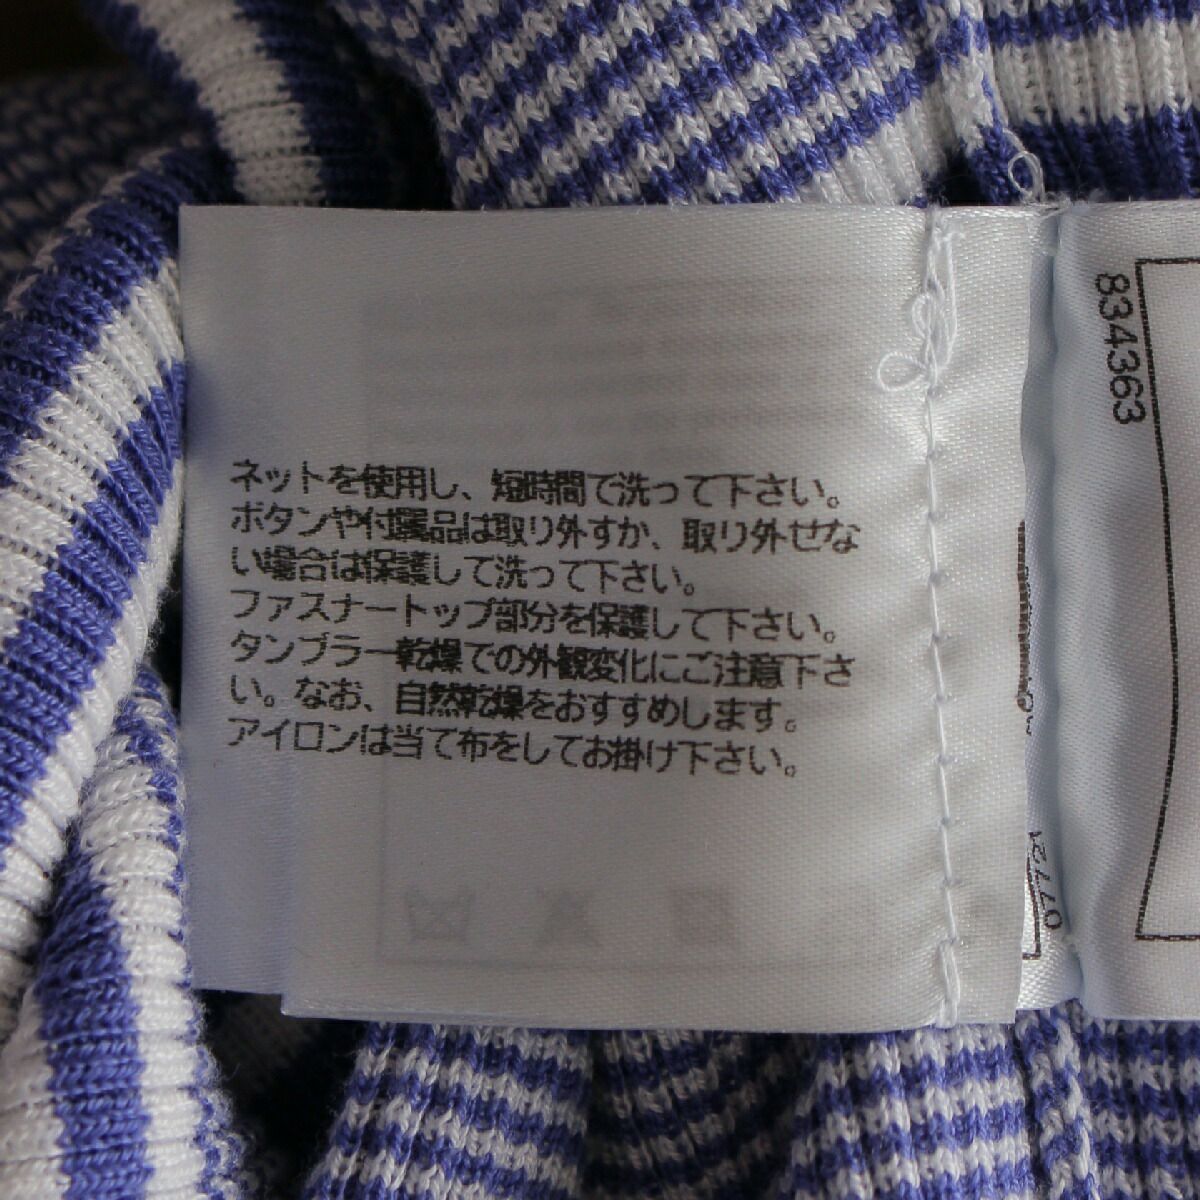 ネットを使用し、短時間で洗って下さい。
ボタンや付属品は取り外すか、取り外せな
い場合は保護して洗って下さい。
ファスナートップ部分を保護して下さい。
タンブラー乾燥での外観変化にご注意下さ
い。なお、自然乾燥をおすすめします。
アイロンは当て布をしてお掛け下さい。
834363